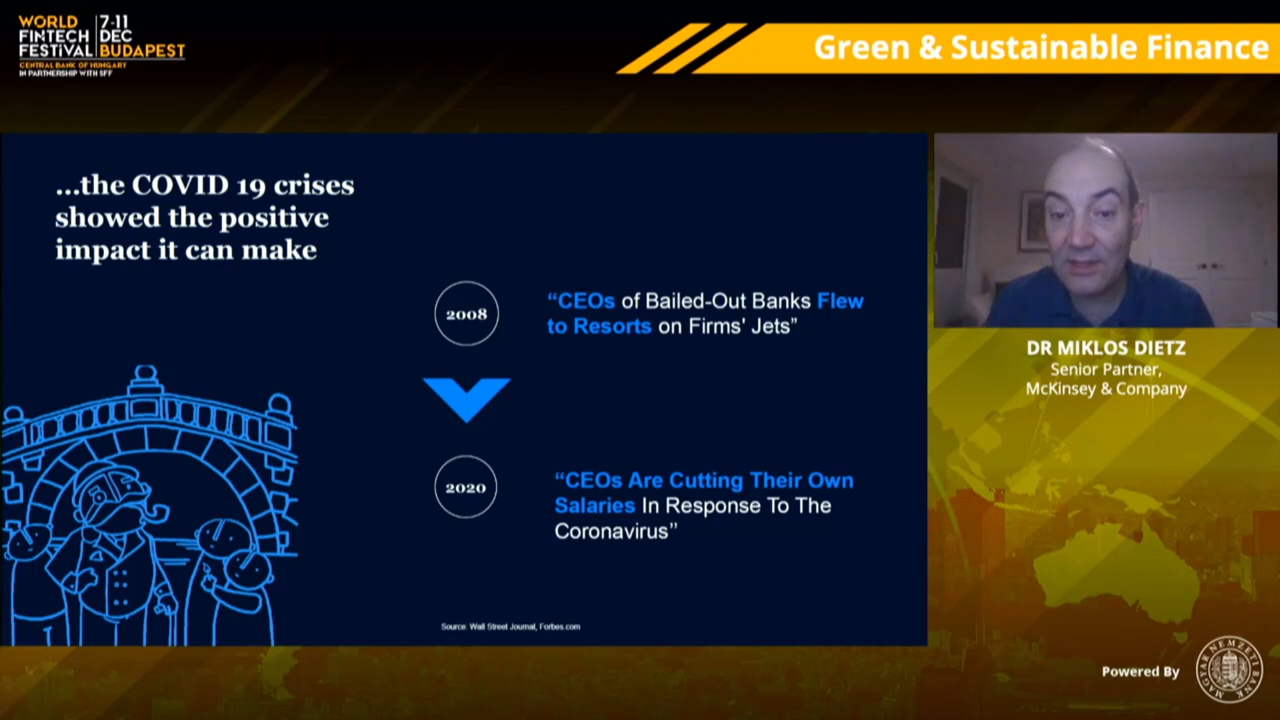 WORLD
FINTECH
FESTIVAL
7-11
DEC
BUDAPEST
CENTRAL BANK OF HUNGARY
IN PARTNERSHIP WITH SFF
Green & Sustainable Finance
...the COVID 19 crises
showed the positive
impact it can make
2008
“CEOs of Bailed-Out Banks Flew
to Resorts on Firms' Jets”
2020
“CEOs Are Cutting Their Own
Salaries In Response To The
Coronavirus”
Source: Wall Street Journal, Forbes.com
DR MIKLOS DIETZ
Senior Partner,
McKinsey & Company
Powered By
MAGYAR NEMZETI BANK